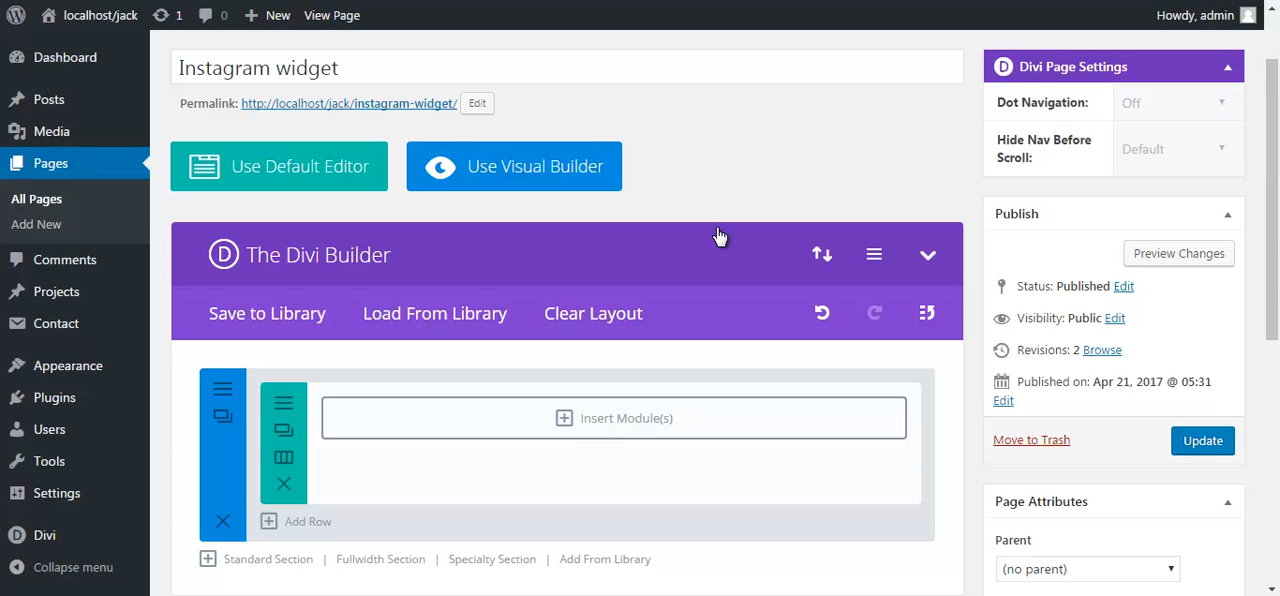 localhost/jack
1
0
New
View Page
Howdy, admin
Dashboard
Posts
Media
Pages
All Pages
Add New
Comments
Projects
Contact
Appearance
Plugins
Users
Tools
Settings
Divi
Collapse menu
Instagram widget
Permalink: http://localhost/jack/instagram-widget/ Edit
Use Default Editor
Use Visual Builder
D The Divi Builder
Save to Library
Load From Library
Clear Layout
Insert Module(s)
Add Row
Standard Section | Fullwidth Section | Specialty Section | Add From Library
D Divi Page Settings
Dot Navigation: Off
Hide Nav Before
Scroll:
Default
Publish
Preview Changes
Status: Published Edit
Visibility: Public Edit
Revisions: 2 Browse
Published on: Apr 21, 2017 @ 05:31
Edit
Move to Trash
Update
Page Attributes
Parent
(no parent)